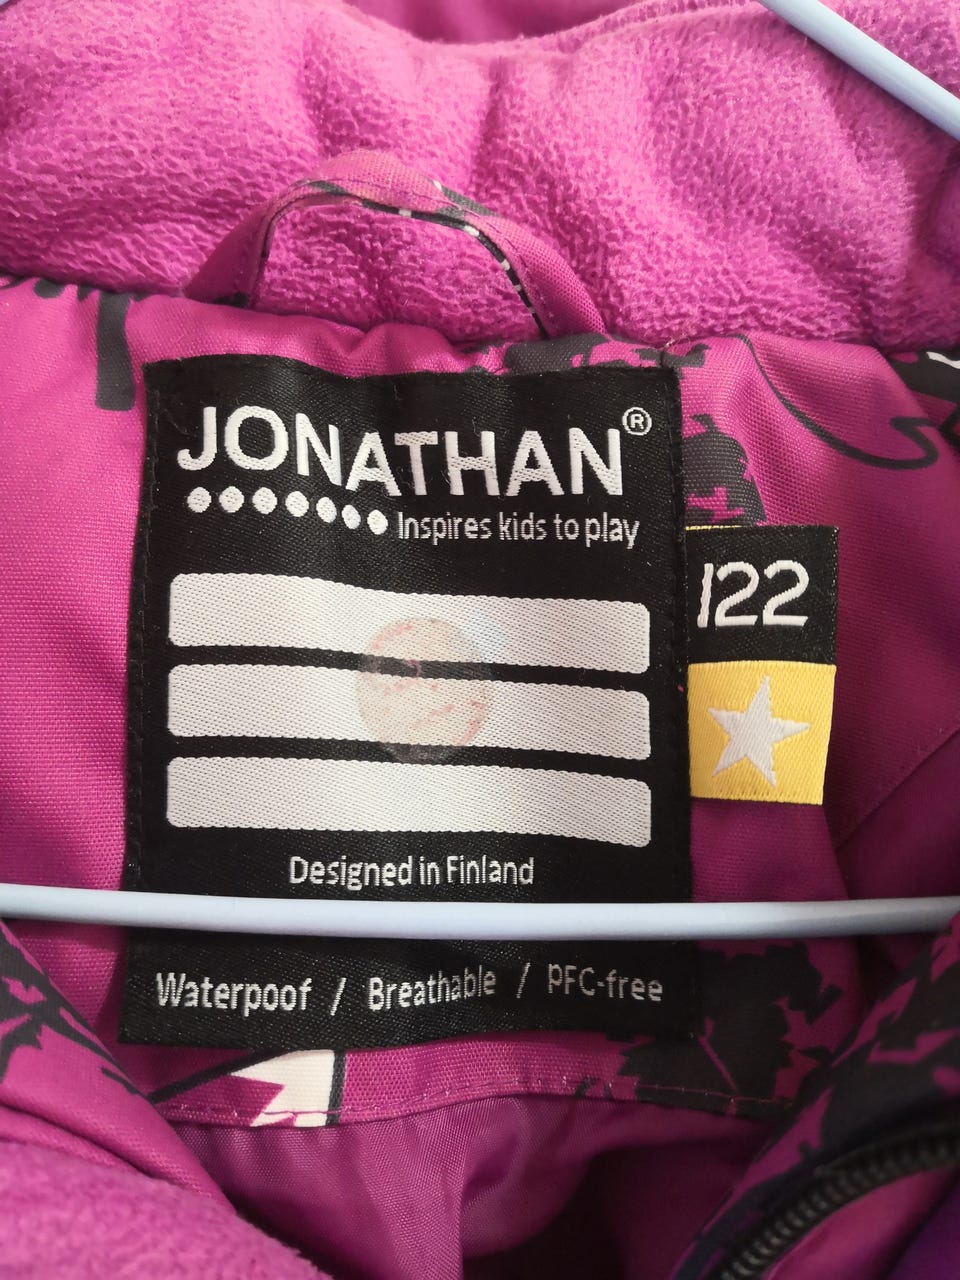 JONATHAN®
Inspires kids to play
122
Designed in Finland
Waterpoof / Breathable / PFC-free